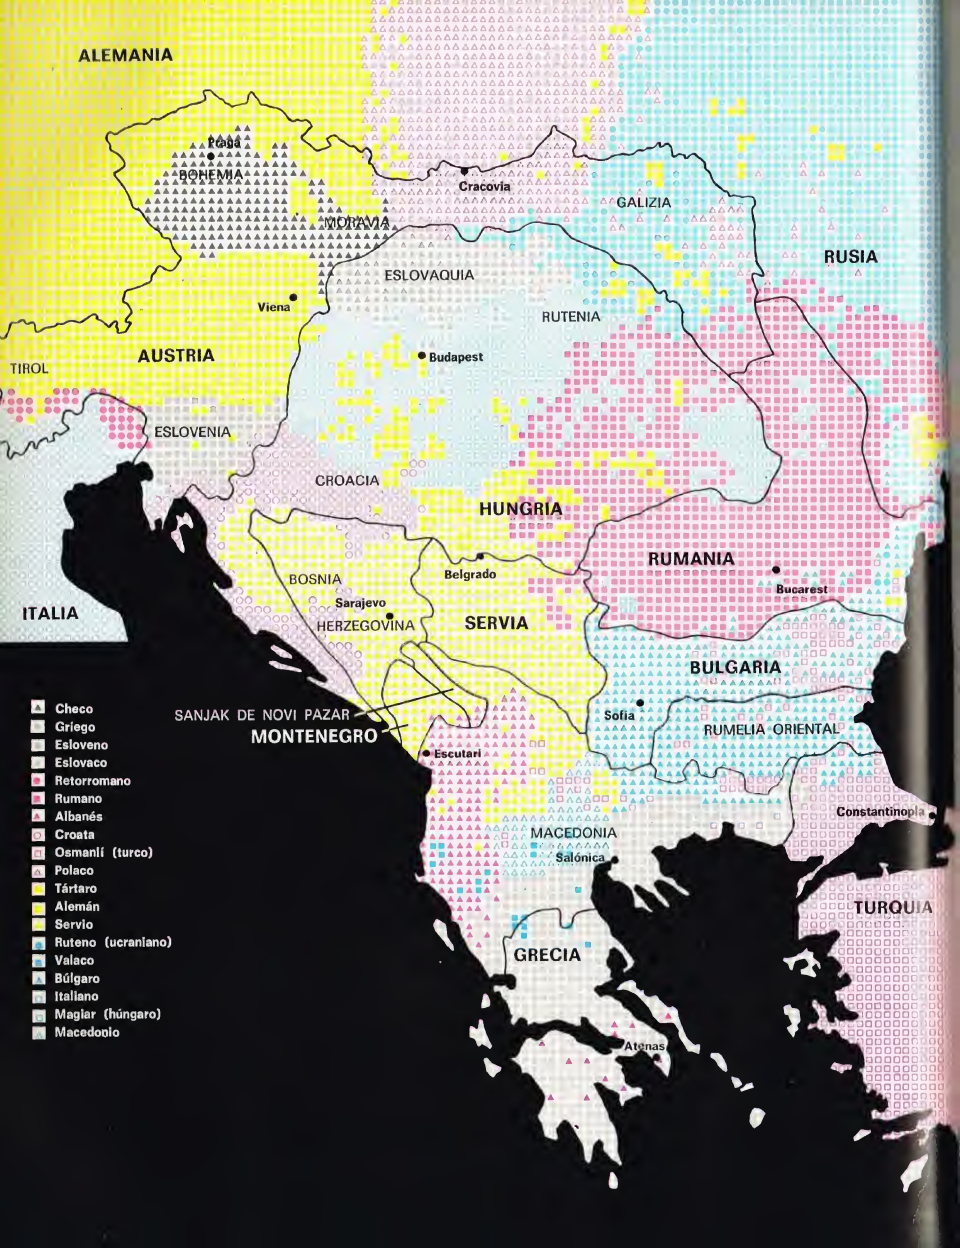 ALEMANIA
Praga
BOHEMIA
Cracovia
GALIZIA
MORAVIA
RUSIA
ESLOVAQUIA
Viena
RUTENIA
AUSTRIA
Budapest
TIROL
ESLOVENIA
CROACIA
HUNGRIA
RUMANIA
Belgrado
BOSNIA
Bucarest
Sarajevo
ITALIA
HERZEGOVINA
SERVIA
BULGARIA
SANJAK DE NOVI PAZAR
Sofia
RUMELIA ORIENTAL
MONTENEGRO
Escutari
Constantinopla
MACEDONIA
Salónica
TURQUIA
GRECIA
Atenas
Checo
Griego
Esloveno
Eslovaco
Retorromano
Rumano
Albanés
Croata
Osmanlí (turco)
Polaco
Tártaro
Alemán
Servio
Ruteno (ucraniano)
Valaco
Búlgaro
Italiano
Magiar (húngaro)
Macedonio